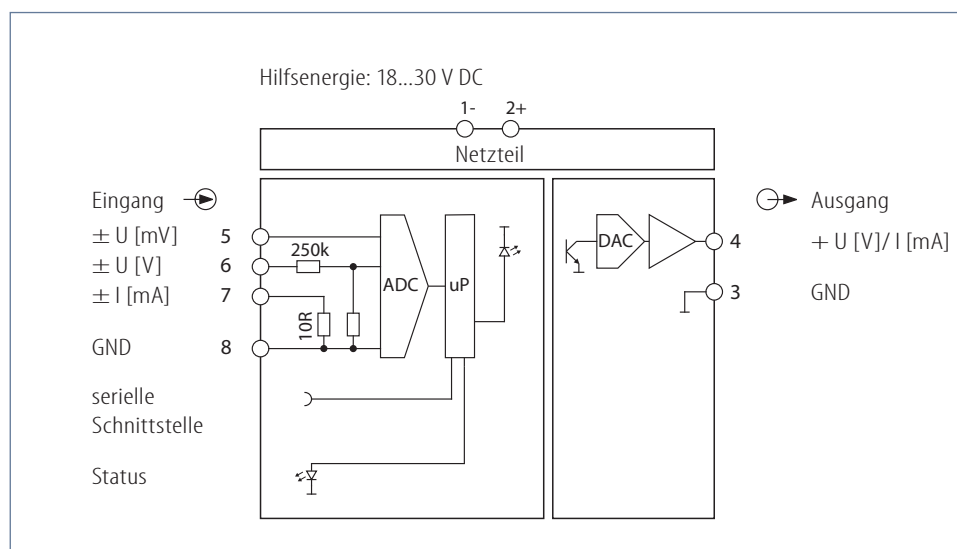 Hilfsenergie: 18...30 V DC
1-
2+
Netzteil
Eingang
Ausgang
± U [mV] 5
± U [V] 6
± I [mA] 7
GND 8
250k
10R
ADC
uP
DAC
4 + U [V]/ I [mA]
3 GND
serielle
Schnittstelle
Status